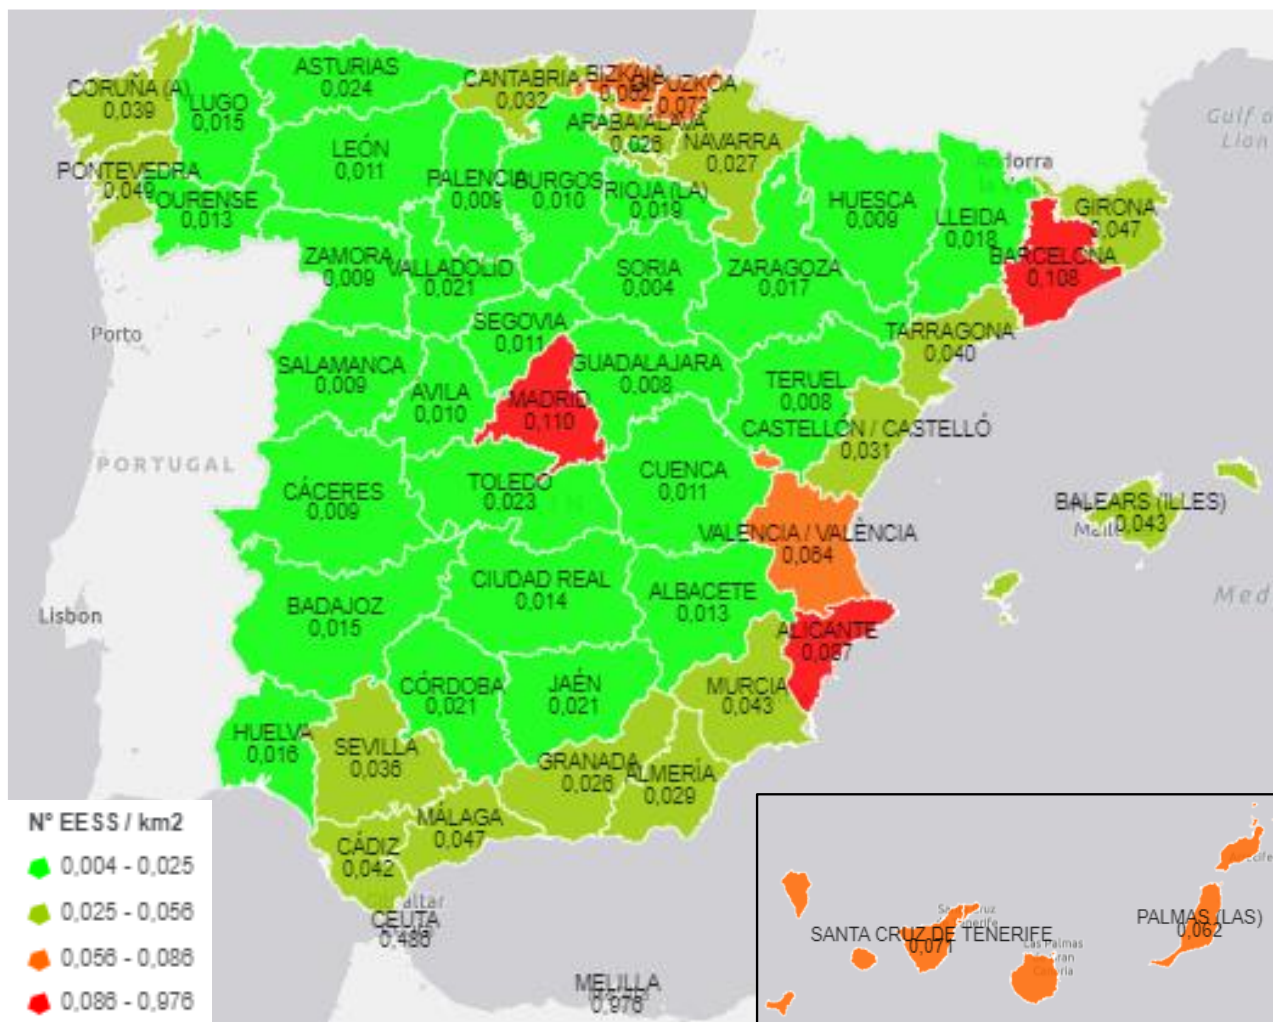 ASTURIAS
0,024
CANTABRIA
0,032
BIZKAIA
GIPUZKOA
0,073
CORUÑA (A)
0,039
LUGO
0,015
ARABA/ÁLAVA
0,026
NAVARRA
0,027
Gulf o
Lion
LEÓN
0,011
PONTEVEDRA
0,049
OURENSE
0,013
PALENCIA
0,009
BURGOS
0,010
RIOJA (LA)
0,019
HUESCA
0,009
Andorra
LLEIDA
0,018
GIRONA
0,047
BARCELONA
0,108
ZAMORA
0,009
VALLADOLID
0,021
SORIA
0,004
ZARAGOZA
0,017
Porto
SEGOVIA
0,011
TARRAGONA
0,040
SALAMANCA
0,009
AVILA
0,010
MADRID
0,110
GUADALAJARA
0,008
TERUEL
0,008
CASTELLÓN / CASTELLÓ
0,031
PORTUGAL
CÁCERES
0,009
TOLEDO
0,023
CUENCA
0,011
BALEARS (ILLES)
0,043
VALENCIA / VALÈNCIA
0,064
Lisbon
BADAJOZ
0,015
CIUDAD REAL
0,014
ALBACETE
0,013
Med
ALICANTE
0,087
CÓRDOBA
0,021
JAÉN
0,021
MURCIA
0,043
HUELVA
0,016
SEVILLA
0,036
GRANADA
0,026
ALMERÍA
0,029
MÁLAGA
0,047
CÁDIZ
0,042
CEUTA
0,486
MELILLA
0,976
Nº EESS / km2
0,004 - 0,025
0,025 - 0,056
0,056 - 0,086
0,086 - 0,976
SANTA CRUZ DE TENERIFE
0,071
PALMAS (LAS)
0,062
Las Palmas
Gran
Canaria